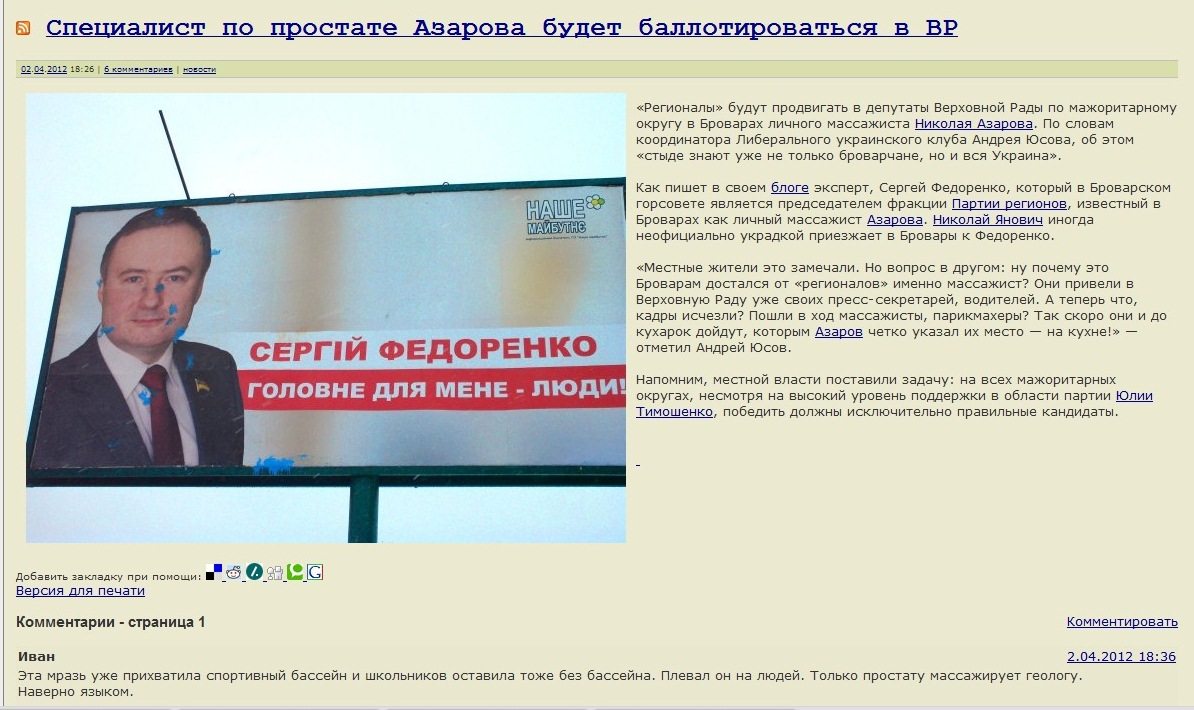 Специалист по простате Азарова будет баллотироваться в ВР
02.04.2012 18:26 | 6 комментариев | новости
НАШЕ
МАЙБУТНЄ
СЕРГІЙ ФЕДОРЕНКО
ГОЛОВНЕ ДЛЯ МЕНЕ - ЛЮДИ!
«Регионалы» будут продвигать в депутаты Верховной Рады по мажоритарному
округу в Броварах личного массажиста Николая Азарова. По словам
координатора Либерального украинского клуба Андрея Юсова, об этом
«стыде знают уже не только броварчане, но и вся Украина».
Как пишет в своем блоге эксперт, Сергей Федоренко, который в Броварском
горсовете является председателем фракции Партии регионов, известный в
Броварах как личный массажист Азарова. Николай Янович иногда
неофициально украдкой приезжает в Бровары к Федоренко.
«Местные жители это замечали. Но вопрос в другом: ну почему это
Броварам достался от «регионалов» именно массажист? Они привели в
Верховную Раду уже своих пресс-секретарей, водителей. А теперь что,
кадры исчезли? Пошли в ход массажисты, парикмахеры? Так скоро они и до
кухарок дойдут, которым Азаров четко указал их место — на кухне!» —
отметил Андрей Юсов.
Напомним, местной власти поставили задачу: на всех мажоритарных
округах, несмотря на высокий уровень поддержки в области партии Юлии
Тимошенко, победить должны исключительно правильные кандидаты.
Добавить закладку при помощи:
Версия для печати
Комментарии - страница 1
Комментировать
Иван
2.04.2012 18:36
Эта мразь уже прихватила спортивный бассейн и школьников оставила тоже без бассейна. Плевал он на людей. Только простату массажирует геологу.
Наверно языком.